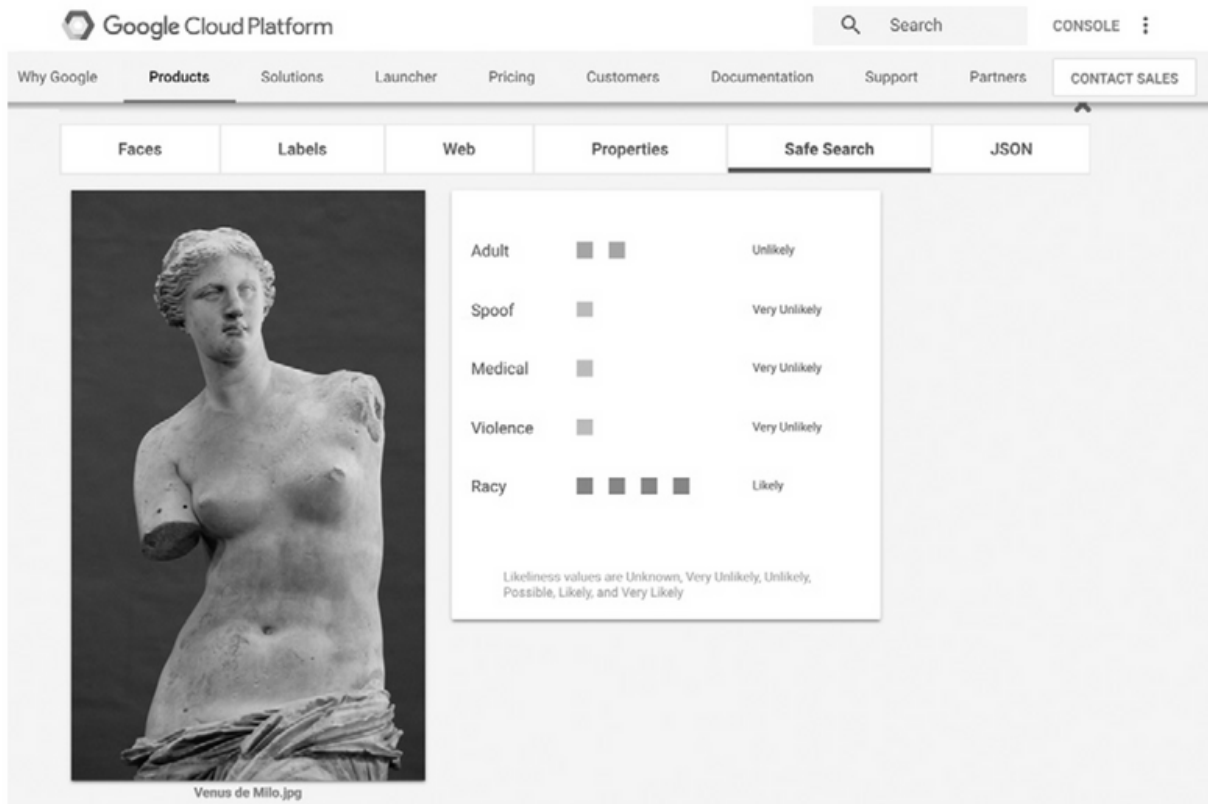 Google Cloud Platform
Search
CONSOLE
Why Google Products Solutions Launcher Pricing Customers Documentation Support Partners CONTACT SALES
Faces Labels Web Properties Safe Search JSON
Adult Unlikely
Spoof Very Unlikely
Medical Very Unlikely
Violence Very Unlikely
Racy Likely
Likeliness values are Unknown, Very Unlikely, Unlikely,
Possible, Likely, and Very Likely
Venus de Milo.jpg